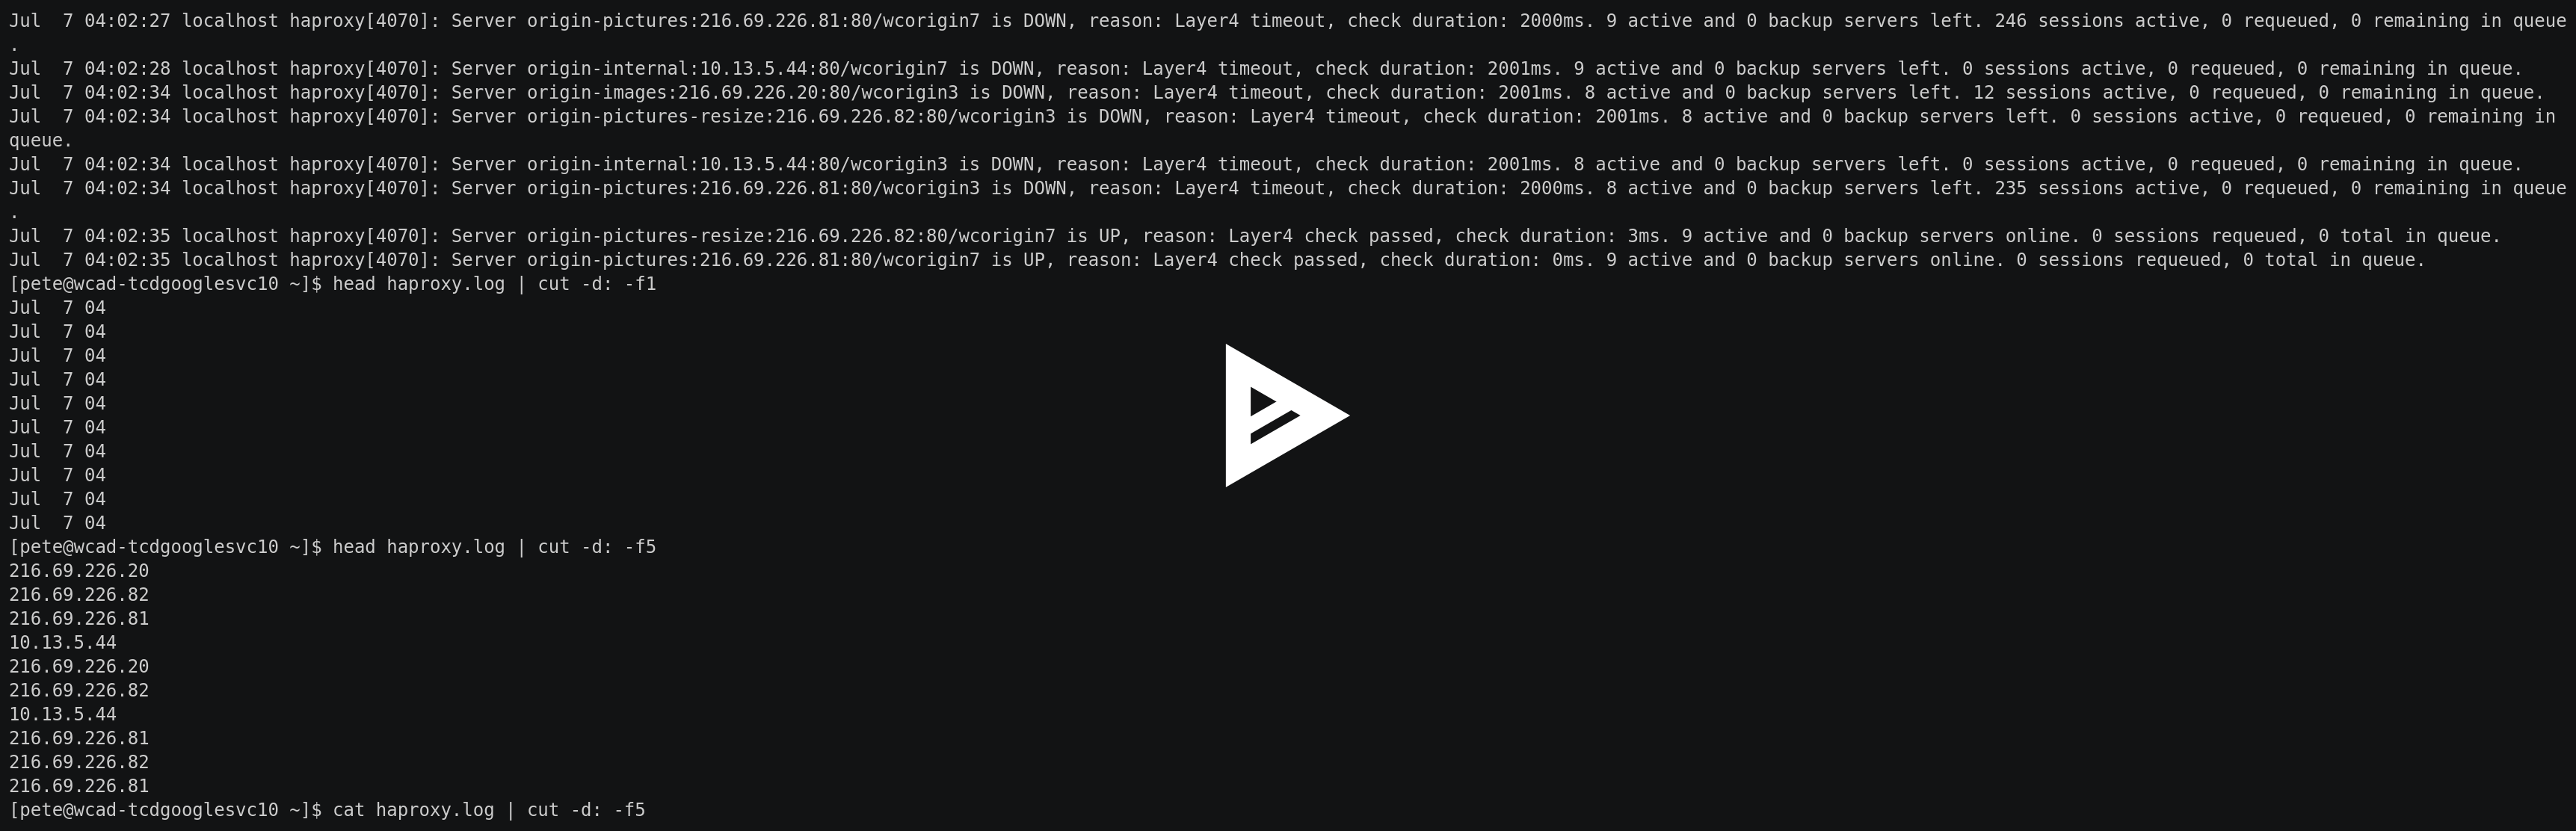 Jul  7 04:02:27 localhost haproxy[4070]: Server origin-pictures:216.69.226.81:80/wcorigin7 is DOWN, reason: Layer4 timeout, check duration: 2000ms. 9 active and 0 backup servers left. 246 sessions active, 0 requeued, 0 remaining in queue
.
Jul  7 04:02:28 localhost haproxy[4070]: Server origin-internal:10.13.5.44:80/wcorigin7 is DOWN, reason: Layer4 timeout, check duration: 2001ms. 9 active and 0 backup servers left. 0 sessions active, 0 requeued, 0 remaining in queue.
Jul  7 04:02:34 localhost haproxy[4070]: Server origin-images:216.69.226.20:80/wcorigin3 is DOWN, reason: Layer4 timeout, check duration: 2001ms. 8 active and 0 backup servers left. 12 sessions active, 0 requeued, 0 remaining in queue.
Jul  7 04:02:34 localhost haproxy[4070]: Server origin-pictures-resize:216.69.226.82:80/wcorigin3 is DOWN, reason: Layer4 timeout, check duration: 2001ms. 8 active and 0 backup servers left. 0 sessions active, 0 requeued, 0 remaining in
queue.
Jul  7 04:02:34 localhost haproxy[4070]: Server origin-internal:10.13.5.44:80/wcorigin3 is DOWN, reason: Layer4 timeout, check duration: 2001ms. 8 active and 0 backup servers left. 0 sessions active, 0 requeued, 0 remaining in queue.
Jul  7 04:02:34 localhost haproxy[4070]: Server origin-pictures:216.69.226.81:80/wcorigin3 is DOWN, reason: Layer4 timeout, check duration: 2000ms. 8 active and 0 backup servers left. 235 sessions active, 0 requeued, 0 remaining in queue
.
Jul  7 04:02:35 localhost haproxy[4070]: Server origin-pictures-resize:216.69.226.82:80/wcorigin7 is UP, reason: Layer4 check passed, check duration: 3ms. 9 active and 0 backup servers online. 0 sessions requeued, 0 total in queue.
Jul  7 04:02:35 localhost haproxy[4070]: Server origin-pictures:216.69.226.81:80/wcorigin7 is UP, reason: Layer4 check passed, check duration: 0ms. 9 active and 0 backup servers online. 0 sessions requeued, 0 total in queue.
[pete@wcad-tcdgooglesvc10 ~]$ head haproxy.log | cut -d: -f1
Jul  7 04
Jul  7 04
Jul  7 04
Jul  7 04
Jul  7 04
Jul  7 04
Jul  7 04
Jul  7 04
Jul  7 04
Jul  7 04
[pete@wcad-tcdgooglesvc10 ~]$ head haproxy.log | cut -d: -f5
216.69.226.20
216.69.226.82
216.69.226.81
10.13.5.44
216.69.226.20
216.69.226.82
10.13.5.44
216.69.226.81
216.69.226.82
216.69.226.81
[pete@wcad-tcdgooglesvc10 ~]$ cat haproxy.log | cut -d: -f5